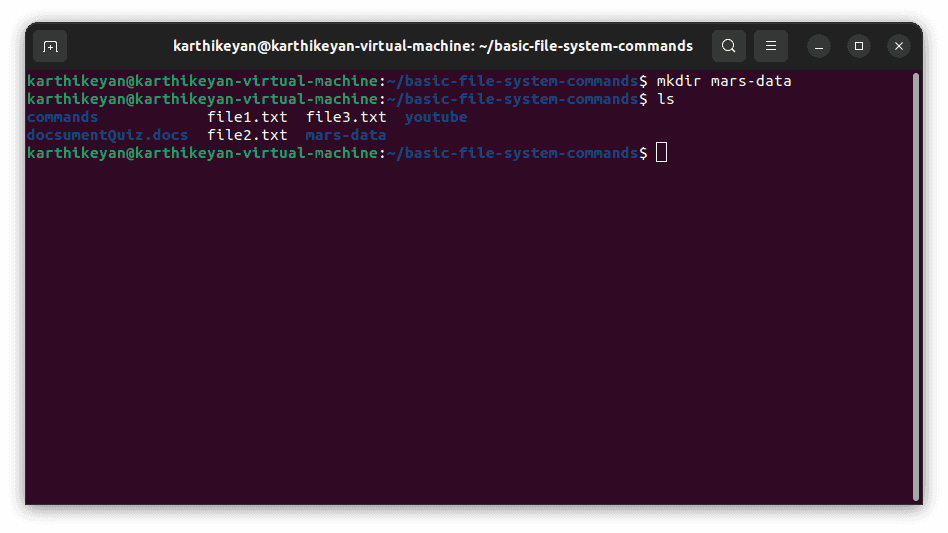 karthikeyan@karthikeyan-virtual-machine: ~/basic-file-system-commands
karthikeyan@karthikeyan-virtual-machine:~/basic-file-system-commands$ mkdir mars-data
karthikeyan@karthikeyan-virtual-machine:~/basic-file-system-commands$ ls
commands file1.txt file3.txt youtube
docsumentQuiz.docs file2.txt mars-data
karthikeyan@karthikeyan-virtual-machine:~/basic-file-system-commands$